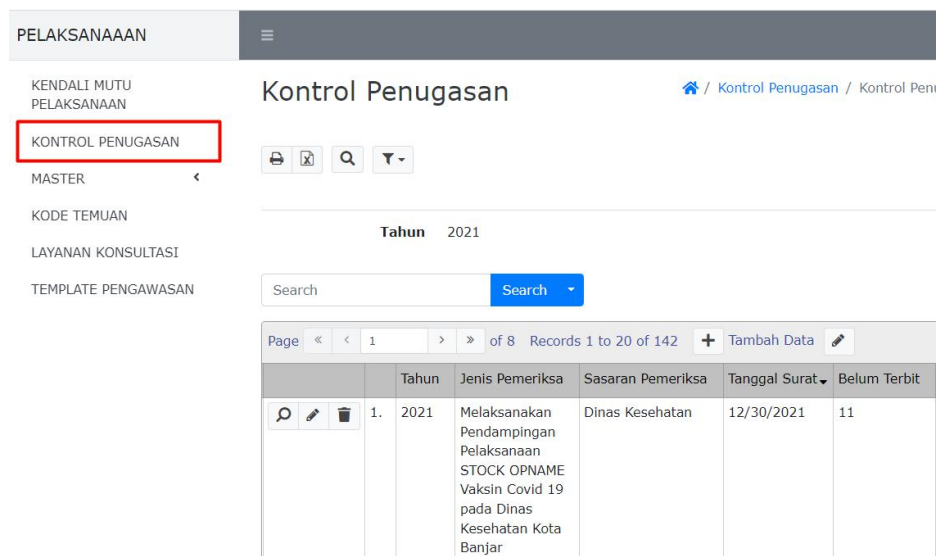 PELAKSANAAAN
KENDALI MUTU
PELAKSANAAN
KONTROL PENUGASAN
MASTER
KODE TEMUAN
LAYANAN KONSULTASI
TEMPLATE PENGAWASAN
Kontrol Penugasan
/ Kontrol Penugasan / Kontrol Penu
Tahun 2021
Search Search
Page « < 1 > » of 8 Records 1 to 20 of 142 + Tambah Data
Tahun Jenis Pemeriksa Sasaran Pemeriksa Tanggal Surat Belum Terbit
1. 2021 Melaksanakan Dinas Kesehatan 12/30/2021 11
Pendampingan
Pelaksanaan
STOCK OPNAME
Vaksin Covid 19
pada Dinas
Kesehatan Kota
Banjar